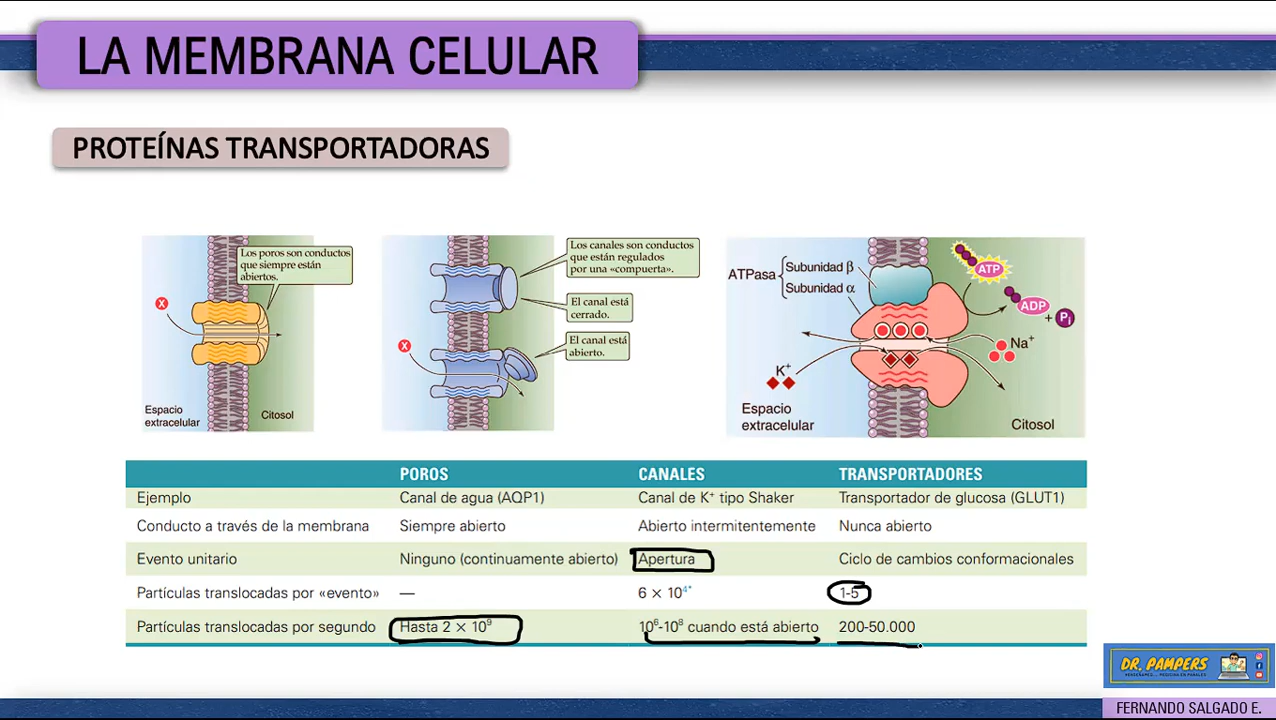 LA MEMBRANA CELULAR
PROTEÍNAS TRANSPORTADORAS
Los poros son conductos
que siempre están
abiertos.
X
Espacio
extracelular
Citosol
Los canales son conductos
que están regulados
por una «compuerta».
El canal está
cerrado.
El canal está
abierto.
X
ATPasa
Subunidad β
Subunidad α
ATP
ADP
+ Pi
Na⁺
K⁺
Espacio
extracelular
Citosol
POROS CANALES TRANSPORTADORES
Ejemplo Canal de agua (AQP1) Canal de K⁺ tipo Shaker Transportador de glucosa (GLUT1)
Conducto a través de la membrana Siempre abierto Abierto intermitentemente Nunca abierto
Evento unitario Ninguno (continuamente abierto) Apertura Ciclo de cambios conformacionales
Partículas translocadas por «evento» — 6 × 10⁴* 1-5
Partículas translocadas por segundo Hasta 2 × 10⁹ 10⁶-10⁸ cuando está abierto 200-50.000
DR. PAMPERS
FERNANDO SALGADO E.